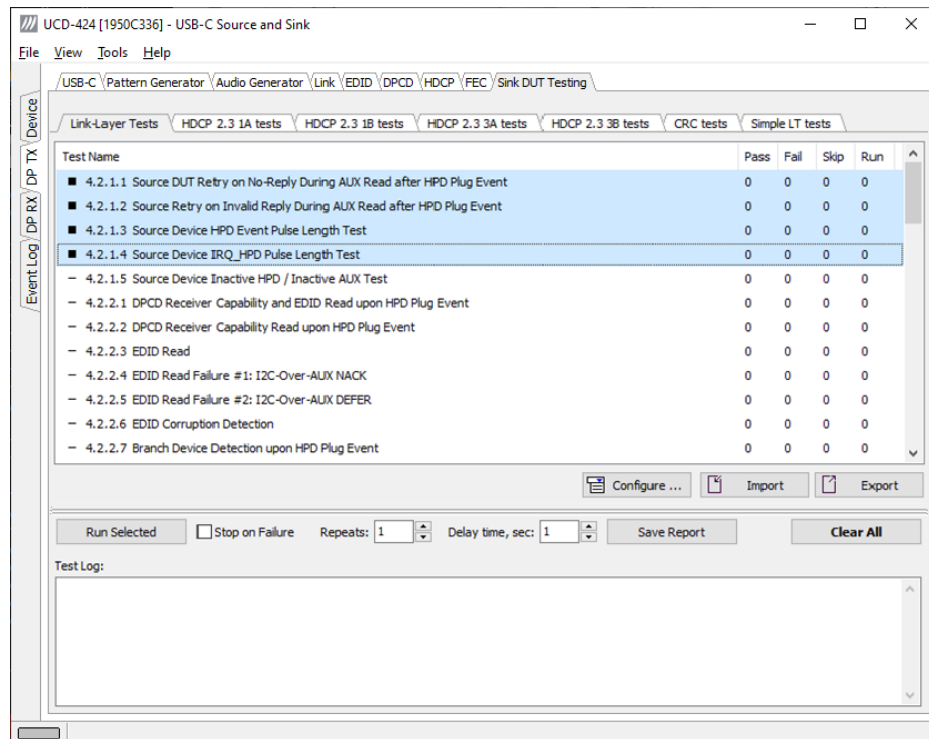 UCD-424 [1950C336] - USB-C Source and Sink
File View Tools Help
USB-C Pattern Generator Audio Generator Link EDID DPCD HDCP FEC Sink DUT Testing
Device
DP TX
DP RX
Event Log
Link-Layer Tests HDCP 2.3 1A tests HDCP 2.3 1B tests HDCP 2.3 3A tests HDCP 2.3 3B tests CRC tests Simple LT tests
Test Name Pass Fail Skip Run
4.2.1.1 Source DUT Retry on No-Reply During AUX Read after HPD Plug Event 0 0 0 0
4.2.1.2 Source Retry on Invalid Reply During AUX Read after HPD Plug Event 0 0 0 0
4.2.1.3 Source Device HPD Event Pulse Length Test 0 0 0 0
4.2.1.4 Source Device IRQ_HPD Pulse Length Test 0 0 0 0
4.2.1.5 Source Device Inactive HPD / Inactive AUX Test 0 0 0 0
4.2.2.1 DPCD Receiver Capability and EDID Read upon HPD Plug Event 0 0 0 0
4.2.2.2 DPCD Receiver Capability Read upon HPD Plug Event 0 0 0 0
4.2.2.3 EDID Read 0 0 0 0
4.2.2.4 EDID Read Failure #1: I2C-Over-AUX NACK 0 0 0 0
4.2.2.5 EDID Read Failure #2: I2C-Over-AUX DEFER 0 0 0 0
4.2.2.6 EDID Corruption Detection 0 0 0 0
4.2.2.7 Branch Device Detection upon HPD Plug Event 0 0 0 0
Configure ... Import Export
Run Selected Stop on Failure Repeats: 1 Delay time, sec: 1 Save Report Clear All
Test Log: